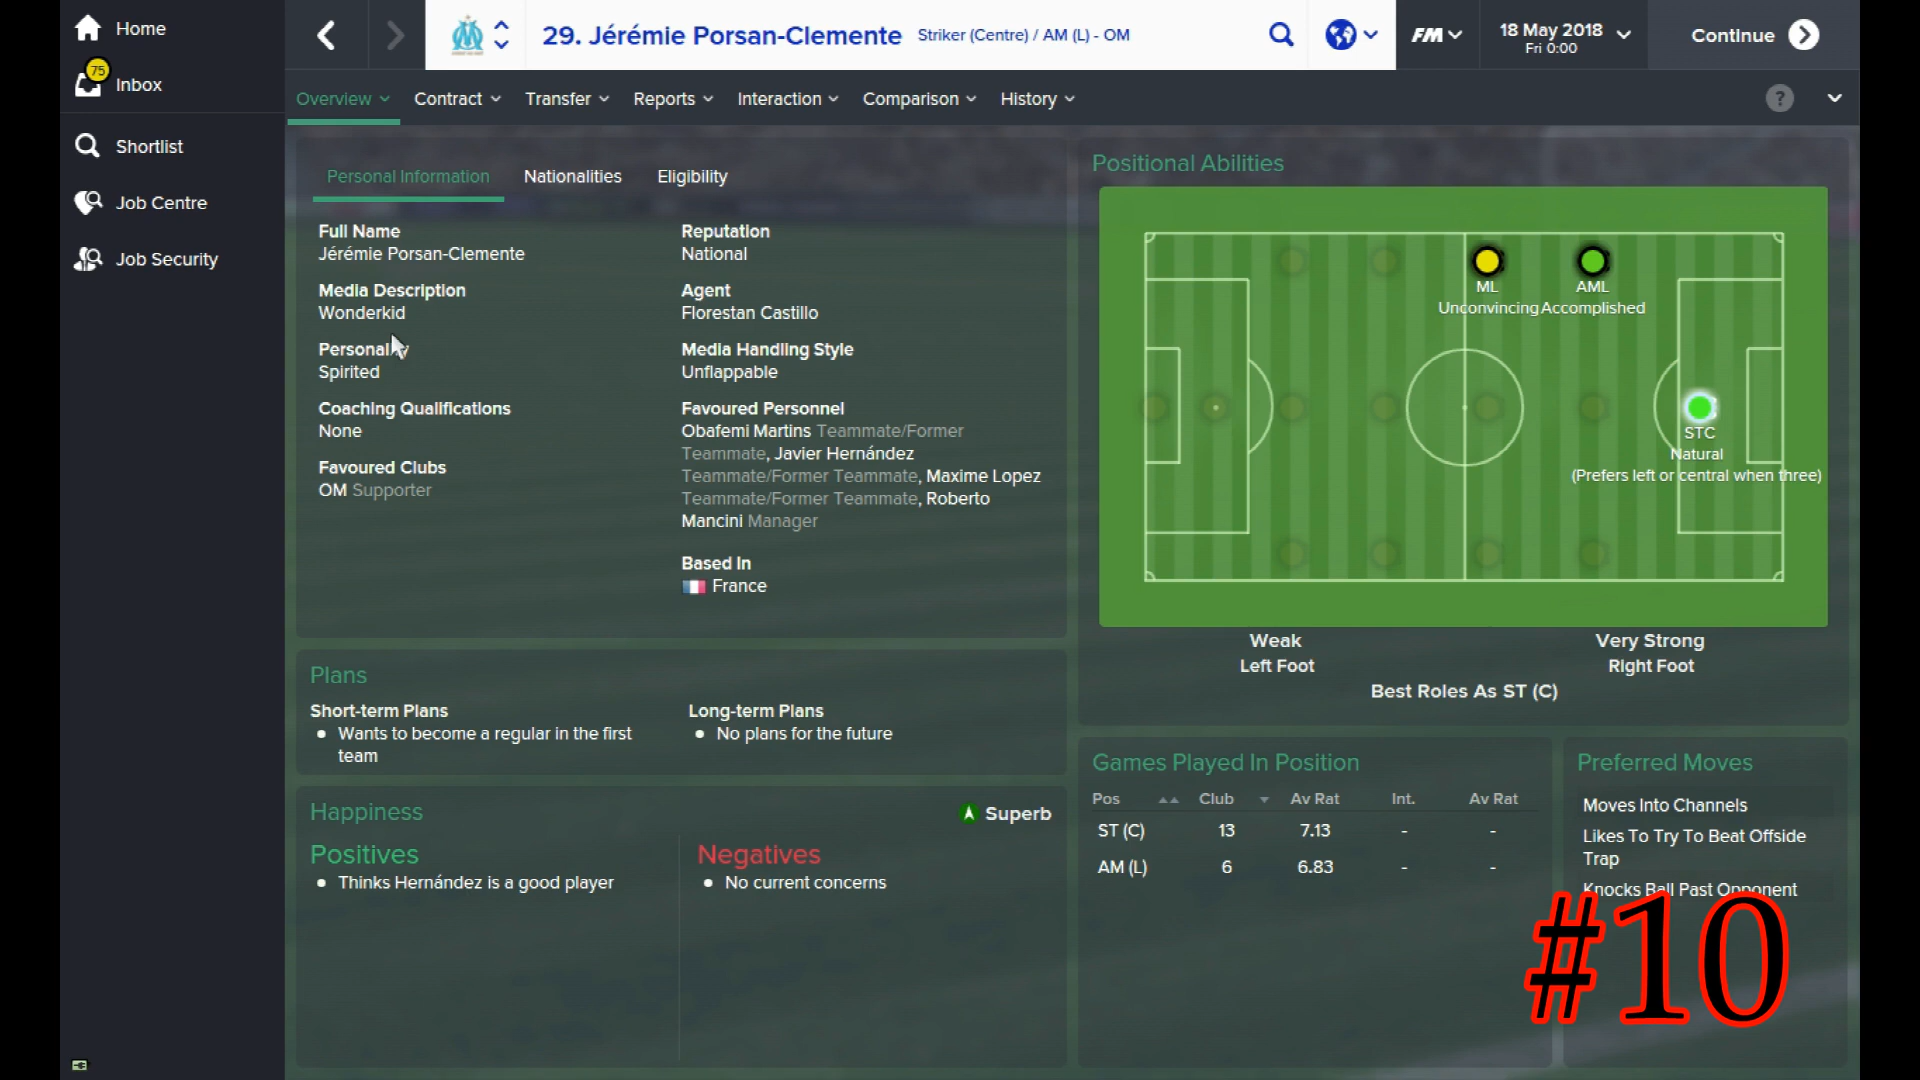 Home
75
Inbox
Shortlist
Job Centre
Job Security
29. Jérémie Porsan-Clemente Striker (Centre) / AM (L) - OM
FM
18 May 2018
Fri 0:00
Continue
Overview Contract Transfer Reports Interaction Comparison History
?
Personal Information Nationalities Eligibility
Full Name
Jérémie Porsan-Clemente
Media Description
Wonderkid
Spirited
Coaching Qualifications
None
Favoured Clubs
OM Supporter
Reputation
National
Agent
Florestan Castillo
Media Handling Style
Unflappable
Favoured Personnel
Obafemi Martins Teammate/Former
Teammate, Javier Hernández
Teammate/Former Teammate, Maxime Lopez
Teammate/Former Teammate, Roberto
Mancini Manager
Based In
France
Plans
Short-term Plans
Wants to become a regular in the first
team
Long-term Plans
No plans for the future
Happiness
Superb
Positives
Thinks Hernández is a good player
Negatives
No current concerns
Positional Abilities
ML
Unconvincing
AML
Accomplished
STC
Natural
(Prefers left or central when three)
Weak
Left Foot
Very Strong
Right Foot
Best Roles As ST (C)
Games Played In Position
Pos Club Av Rat Int. Av Rat
ST (C) 13 7.13 - -
AM (L) 6 6.83 - -
Preferred Moves
Moves Into Channels
Likes To Try To Beat Offside
Trap
Knocks Ball Past Opponent
#10